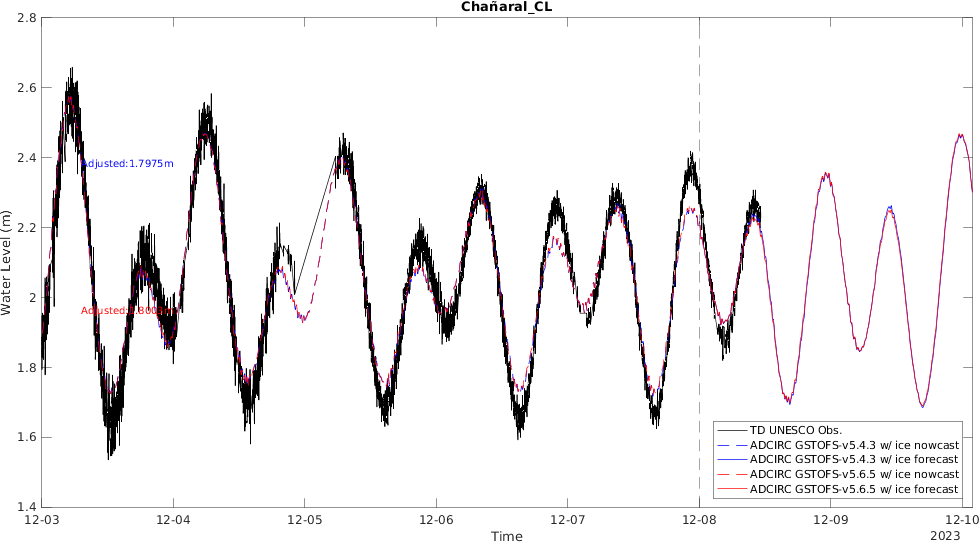 Chañaral_CL
2.8
2.6
2.4
2.2
2
1.8
1.6
1.4
Water Level (m)
Adjusted:1.7975m
TD UNESCO Obs.
ADCIRC GSTOFS-v5.4.3 w/ ice nowcast
ADCIRC GSTOFS-v5.4.3 w/ ice forecast
ADCIRC GSTOFS-v5.6.5 w/ ice nowcast
ADCIRC GSTOFS-v5.6.5 w/ ice forecast
12-03 12-04 12-05 12-06 12-07 12-08 12-09 12-10
Time
2023